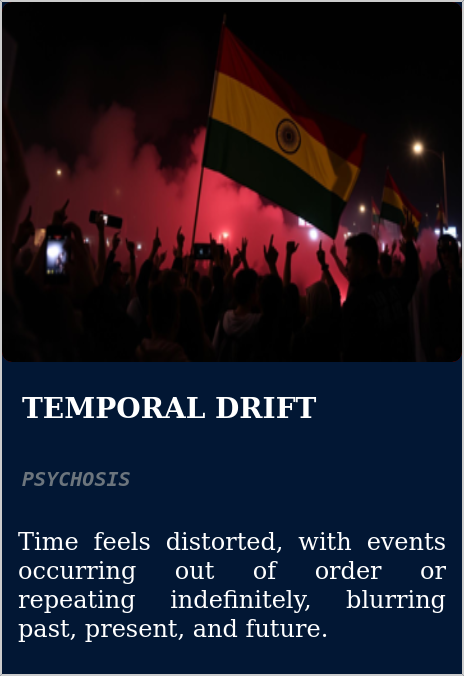 TEMPORAL DRIFT
PSYCHOSIS
Time feels distorted, with events
occurring out of order or
repeating indefinitely, blurring
past, present, and future.